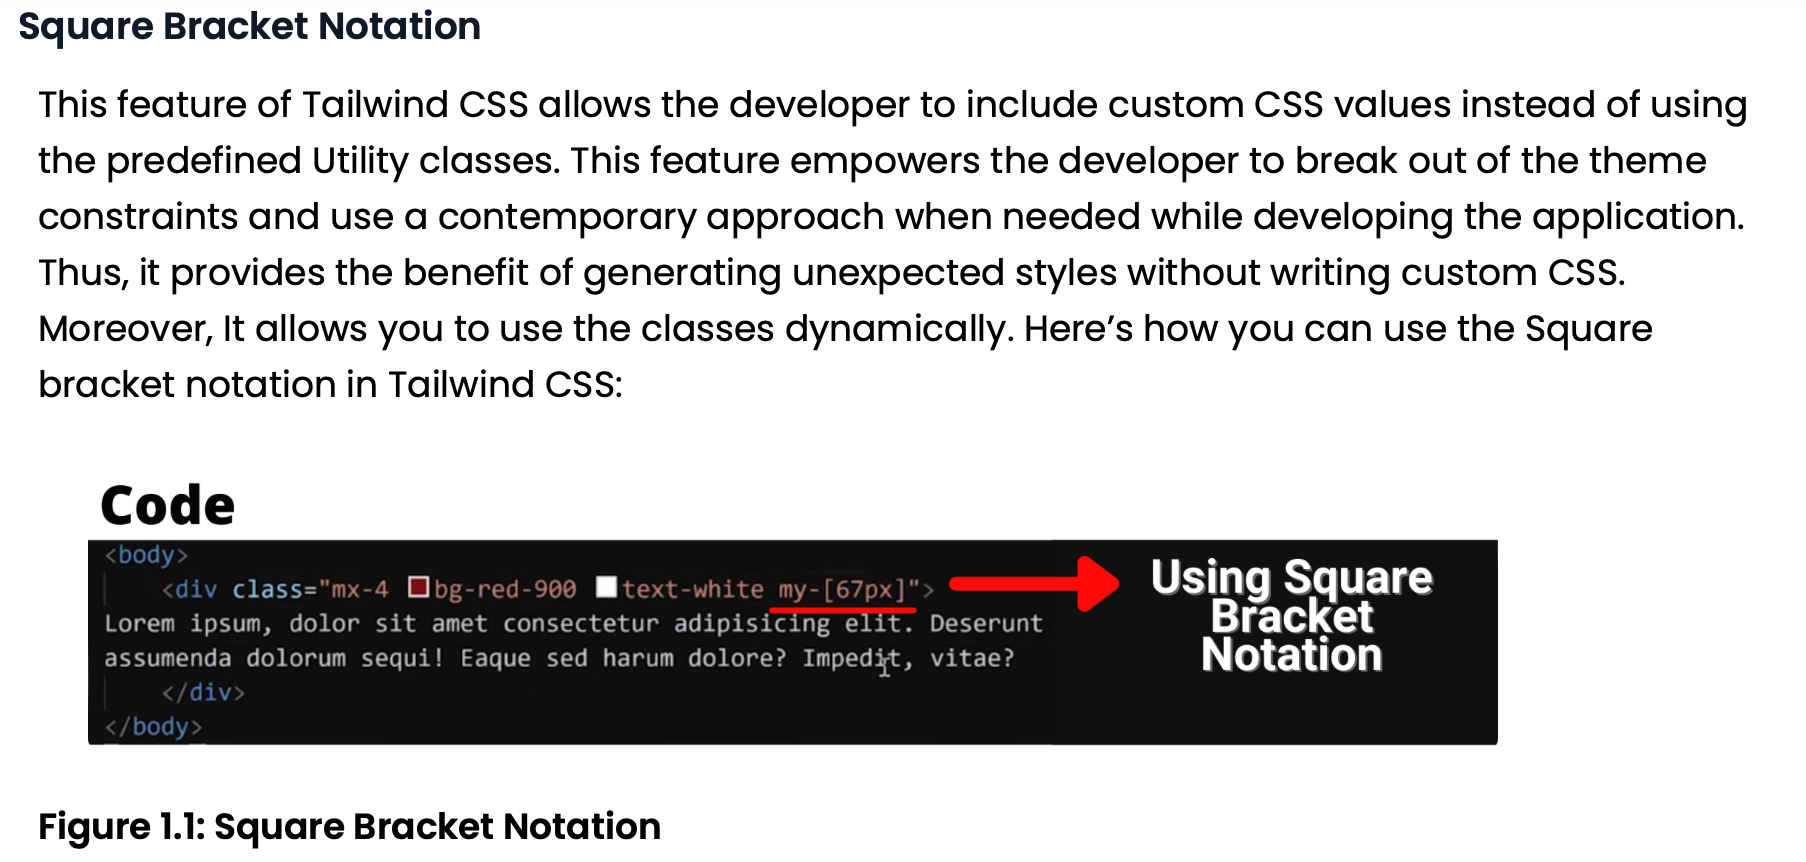 Square Bracket Notation
This feature of Tailwind CSS allows the developer to include custom CSS values instead of using
the predefined Utility classes. This feature empowers the developer to break out of the theme
constraints and use a contemporary approach when needed while developing the application.
Thus, it provides the benefit of generating unexpected styles without writing custom CSS.
Moreover, It allows you to use the classes dynamically. Here’s how you can use the Square
bracket notation in Tailwind CSS:
Code
<body>
<div class="mx-4 bg-red-900 text-white my-[67px]">
Lorem ipsum, dolor sit amet consectetur adipisicing elit. Deserunt
assumenda dolorum sequi! Eaque sed harum dolore? Impedit, vitae?
</div>
</body>
Using Square
Bracket
Notation
Figure 1.1: Square Bracket Notation